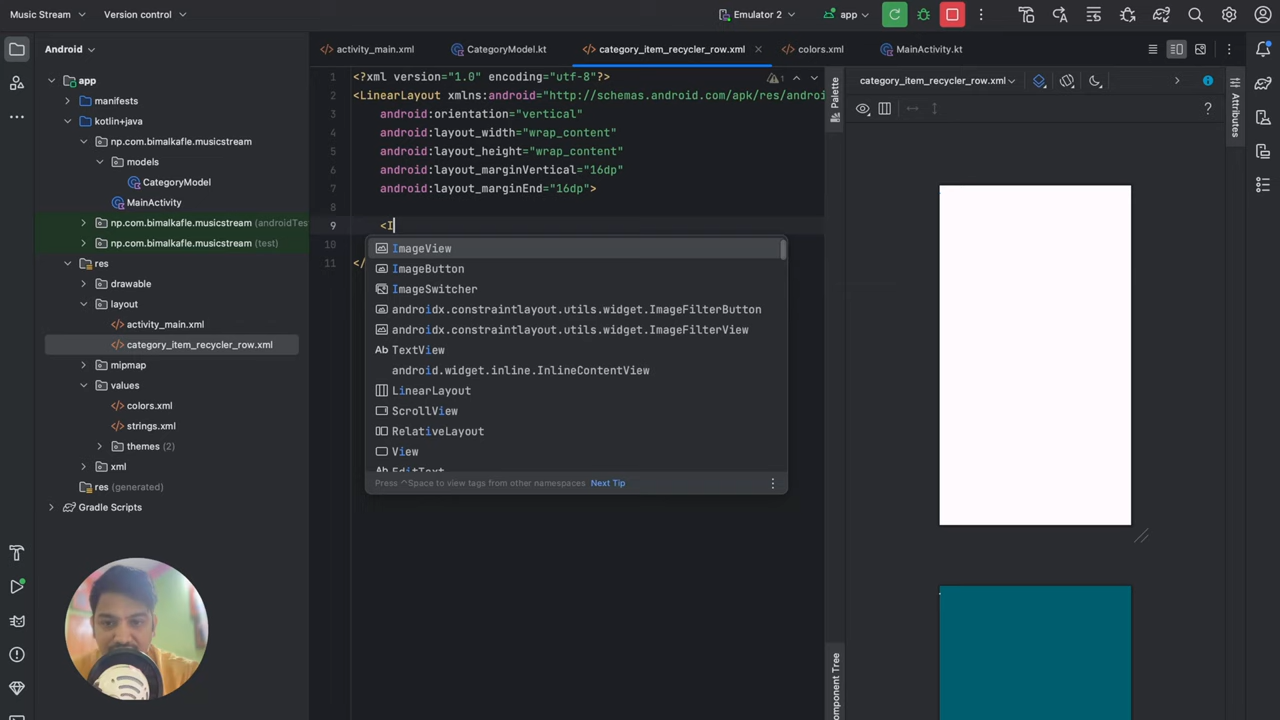 Music Stream
Version control
Emulator 2
app
Android
activity_main.xml
CategoryModel.kt
category_item_recycler_row.xml
colors.xml
MainActivity.kt
app
manifests
kotlin+java
np.com.bimalkafle.musicstream
models
CategoryModel
MainActivity
np.com.bimalkafle.musicstream (androidTes
np.com.bimalkafle.musicstream (test)
res
drawable
layout
activity_main.xml
category_item_recycler_row.xml
mipmap
values
colors.xml
strings.xml
themes (2)
xml
res (generated)
Gradle Scripts
1 <?xml version="1.0" encoding="utf-8"?>
2 <LinearLayout xmlns:android="http://schemas.android.com/apk/res/androi
3 android:orientation="vertical"
4 android:layout_width="wrap_content"
5 android:layout_height="wrap_content"
6 android:layout_marginVertical="16dp"
7 android:layout_marginEnd="16dp">
8
9 <I
10
11 </
1
ImageView
ImageButton
ImageSwitcher
androidx.constraintlayout.utils.widget.ImageFilterButton
androidx.constraintlayout.utils.widget.ImageFilterView
Ab TextView
android.widget.inline.InlineContentView
LinearLayout
ScrollView
RelativeLayout
View
Ab EditText
Press ^Space to view tags from other namespaces Next Tip
Palette
category_item_recycler_row.xml
?
Attributes
omponent Tree